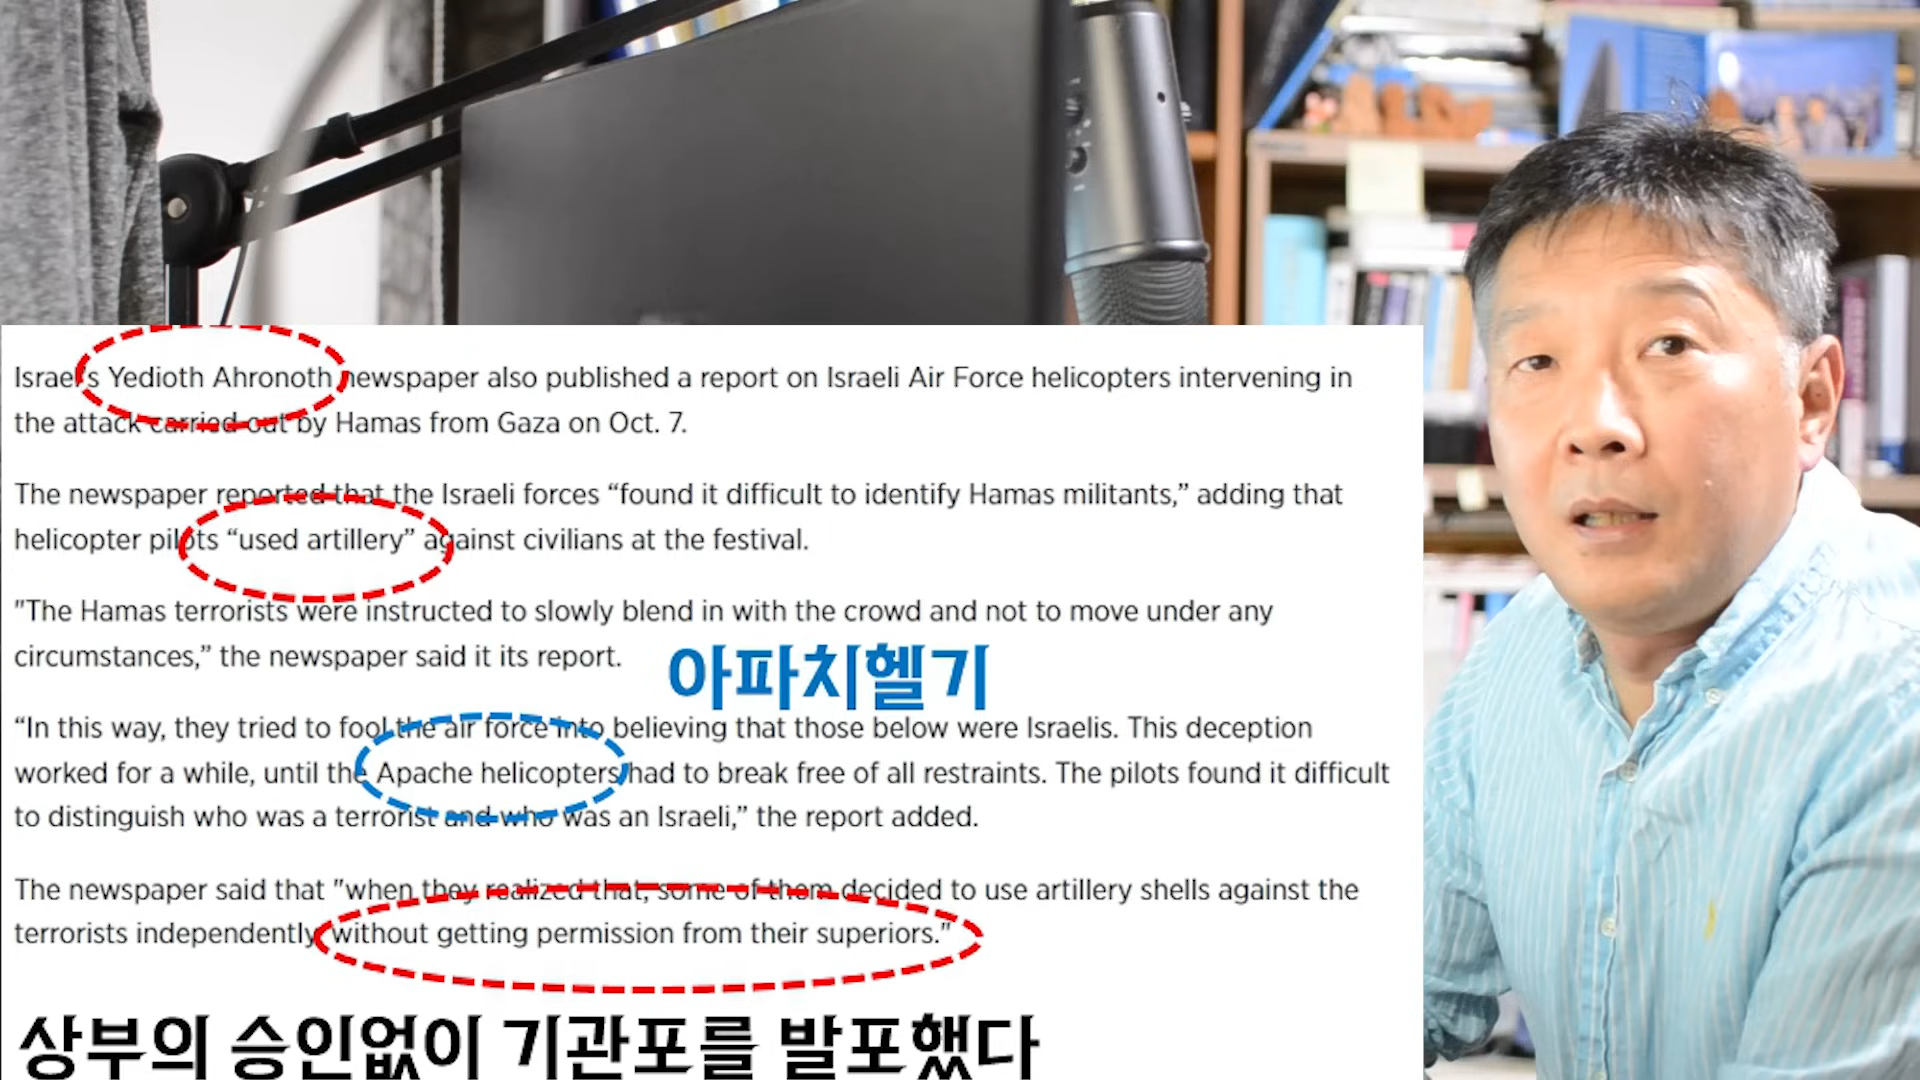 Israel's Yedioth Ahronoth newspaper also published a report on Israeli Air Force helicopters intervening in
the attack carried out by Hamas from Gaza on Oct. 7.
The newspaper reported that the Israeli forces “found it difficult to identify Hamas militants,” adding that
helicopter pilots “used artillery” against civilians at the festival.
"The Hamas terrorists were instructed to slowly blend in with the crowd and not to move under any
circumstances,” the newspaper said it its report.
아파치헬기
“In this way, they tried to fool the air force into believing that those below were Israelis. This deception
worked for a while, until the Apache helicopters had to break free of all restraints. The pilots found it difficult
to distinguish who was a terrorist and who was an Israeli,” the report added.
The newspaper said that "when they realized that, some of them decided to use artillery shells against the
terrorists independently without getting permission from their superiors."
상부의 승인없이 기관포를 발포했다